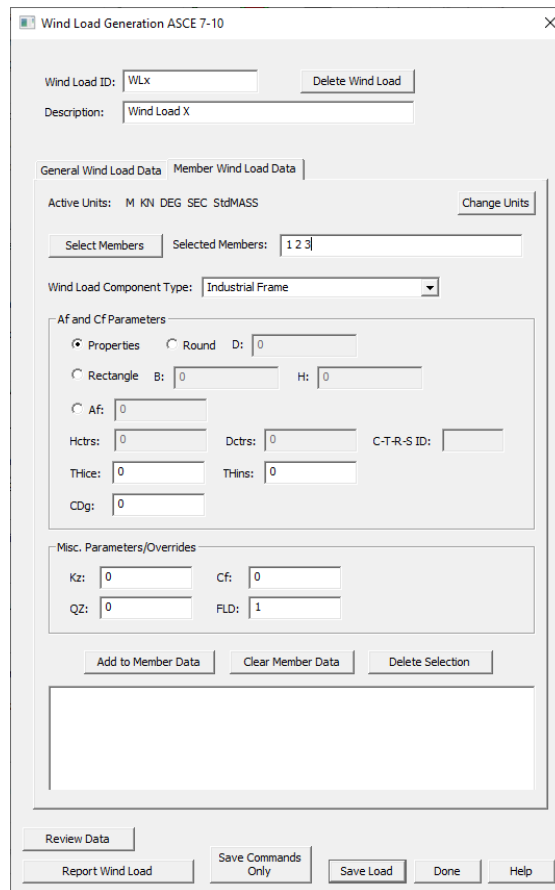 Wind Load Generation ASCE 7-10
Wind Load ID: WLx Delete Wind Load
Description: Wind Load X
General Wind Load Data Member Wind Load Data
Active Units: M KN DEG SEC StdMASS Change Units
Select Members Selected Members: 1 2 3
Wind Load Component Type: Industrial Frame
Af and Cf Parameters
Properties Round D: 0
Rectangle B: 0 H: 0
Af: 0
Hctrs: 0 Dctrs: 0 C-T-R-S ID:
THice: 0 THins: 0
CDg: 0
Misc. Parameters/Overrides
Kz: 0 Cf: 0
QZ: 0 FLD: 1
Add to Member Data Clear Member Data Delete Selection
Review Data
Report Wind Load Save Commands Only Save Load Done Help